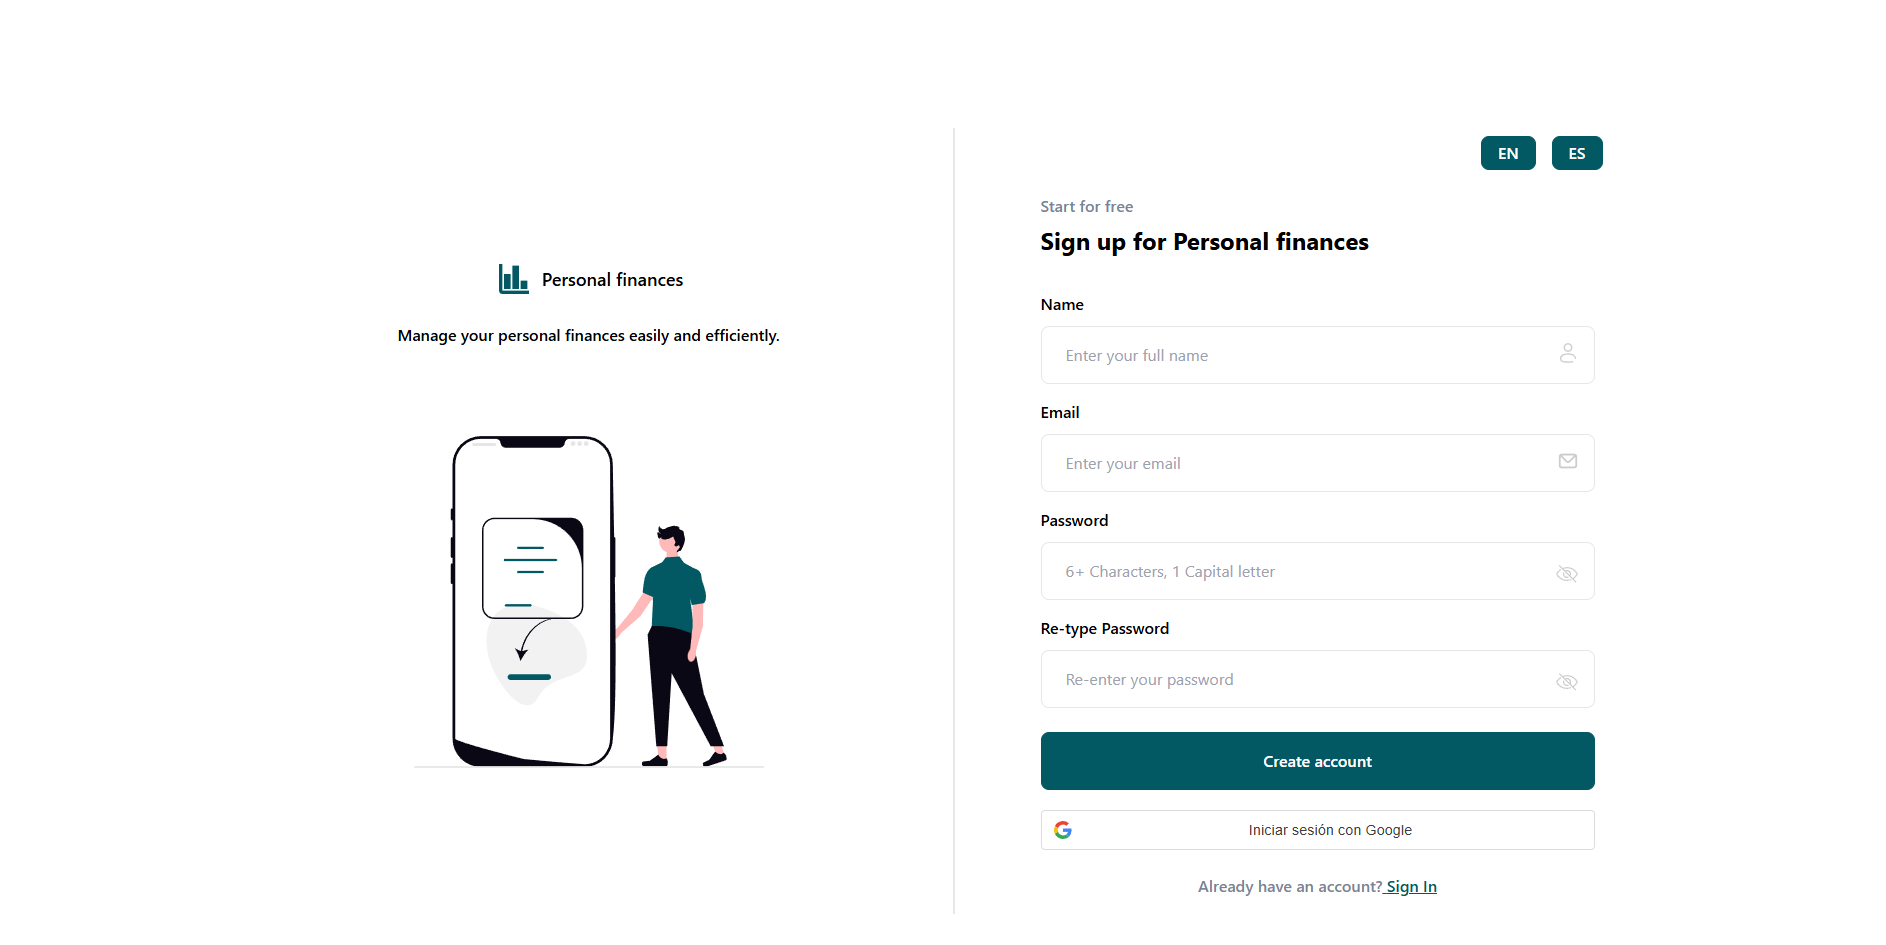 Personal finances
Manage your personal finances easily and efficiently.
EN ES
Start for free
Sign up for Personal finances
Name
Enter your full name
Email
Enter your email
Password
6+ Characters, 1 Capital letter
Re-type Password
Re-enter your password
Create account
Iniciar sesión con Google
Already have an account? Sign In